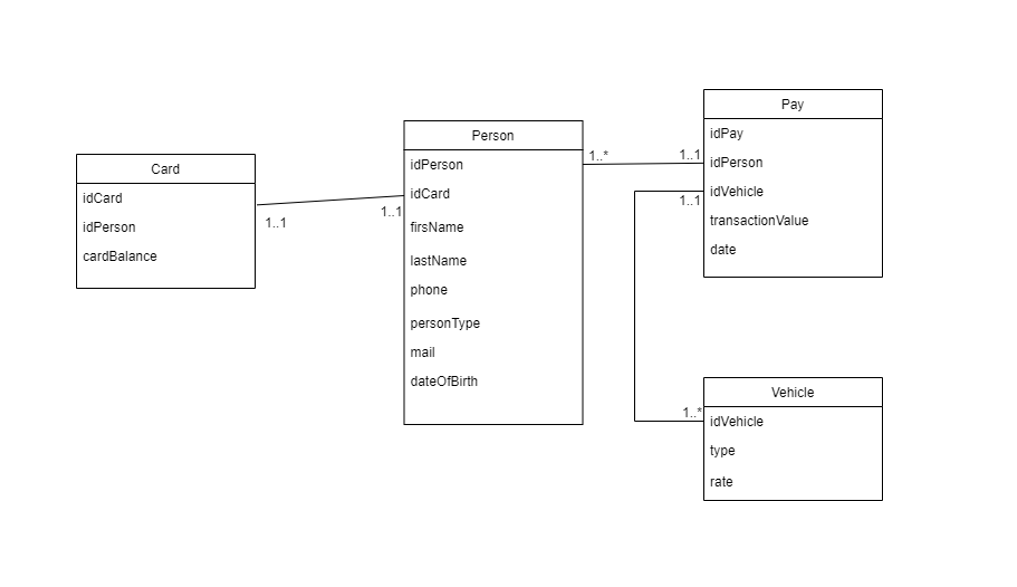 Card
idCard
idPerson
cardBalance
1..1
1..1
Person
idPerson
idCard
firsName
lastName
phone
personType
mail
dateOfBirth
1..*
1..1
Pay
idPay
idPerson
idVehicle
transactionValue
date
1..1
1..*
Vehicle
idVehicle
type
rate